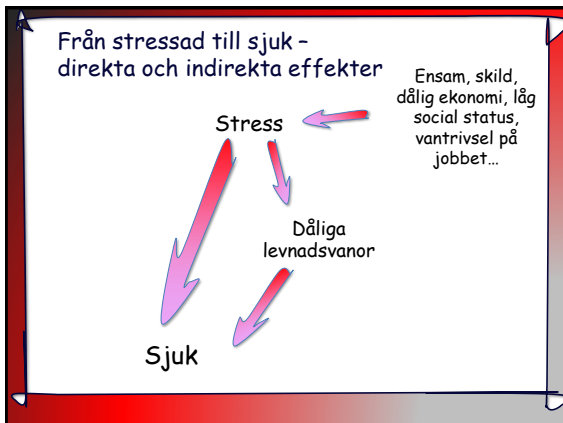 Från stressad till sjuk –
direkta och indirekta effekter
Ensam, skild,
dålig ekonomi, låg
social status,
vantrivsel på
jobbet…
Stress
Dåliga
levnadsvanor
Sjuk